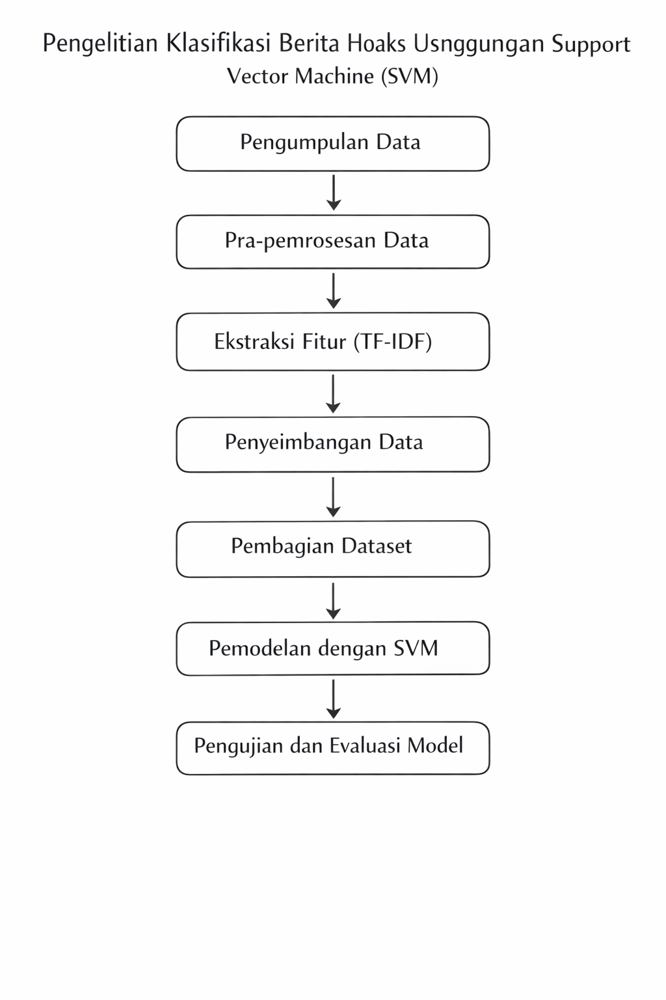 Pengelitian Klasifikasi Berita Hoaks Usnggungan Support
Vector Machine (SVM)
Pengumpulan Data
Pra-pemrosesan Data
Ekstraksi Fitur (TF-IDF)
Penyeimbangan Data
Pembagian Dataset
Pemodelan dengan SVM
Pengujian dan Evaluasi Model